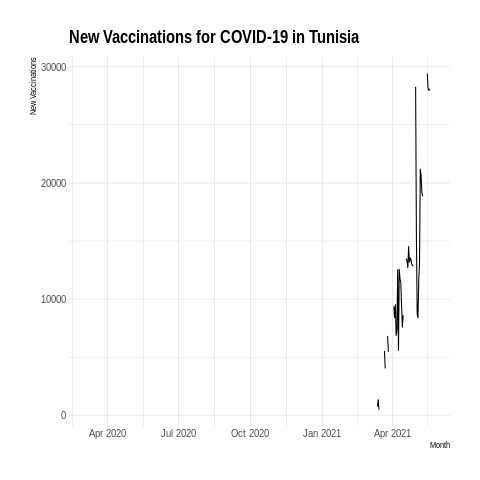 New Vaccinations for COVID-19 in Tunisia
New Vaccinations
30000
20000
10000
0
Apr 2020 Jul 2020 Oct 2020 Jan 2021 Apr 2021
Month